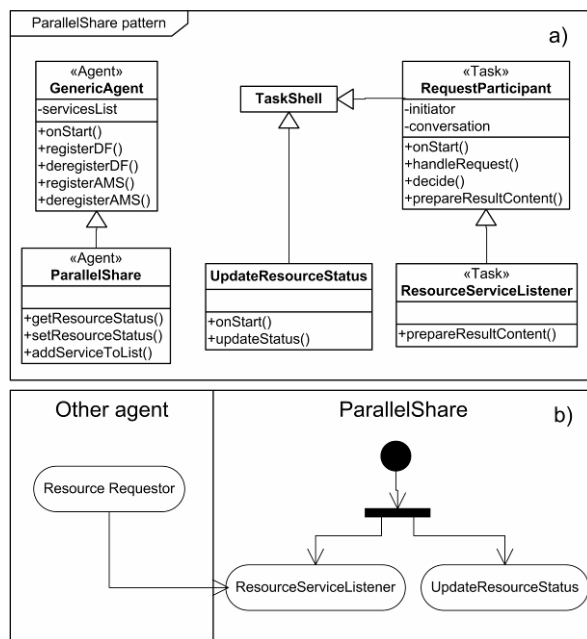 ParallelShare pattern
a)
«Agent»
GenericAgent
-servicesList
+onStart()
+registerDF()
+deregisterDF()
+registerAMS()
+deregisterAMS()
TaskShell
«Task»
RequestParticipant
-initiator
-conversation
+onStart()
+handleRequest()
+decide()
+prepareResultContent()
«Agent»
ParallelShare
+getResourceStatus()
+setResourceStatus()
+addServiceToList()
UpdateResourceStatus
+onStart()
+updateStatus()
«Task»
ResourceServiceListener
+prepareResultContent()
Other agent
ParallelShare
b)
Resource Requestor
ResourceServiceListener
UpdateResourceStatus